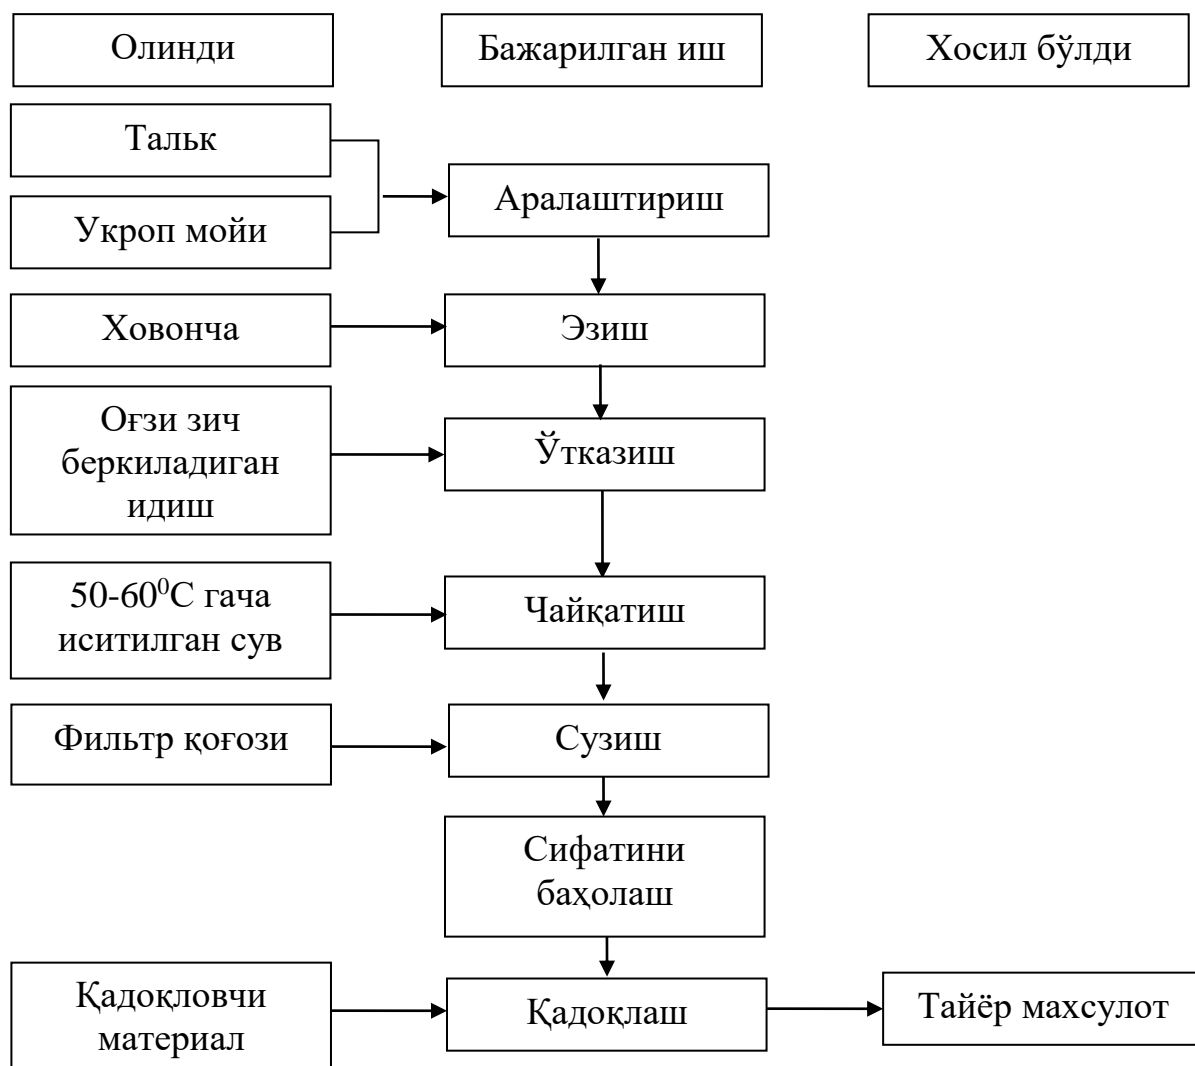 Олинди
Бажарилган иш
Хосил бўлди
Тальк
Укроп мойи
Аралаштириш
Ховонча
Эзиш
Оғзи зич
беркиладиган
идиш
Ўтказиш
50-60⁰С гача
иситилган сув
Чайқатиш
Фильтр қоғози
Сузиш
Сифатини
баҳолаш
Қадоқловчи
материал
Қадоқлаш
Тайёр махсулот